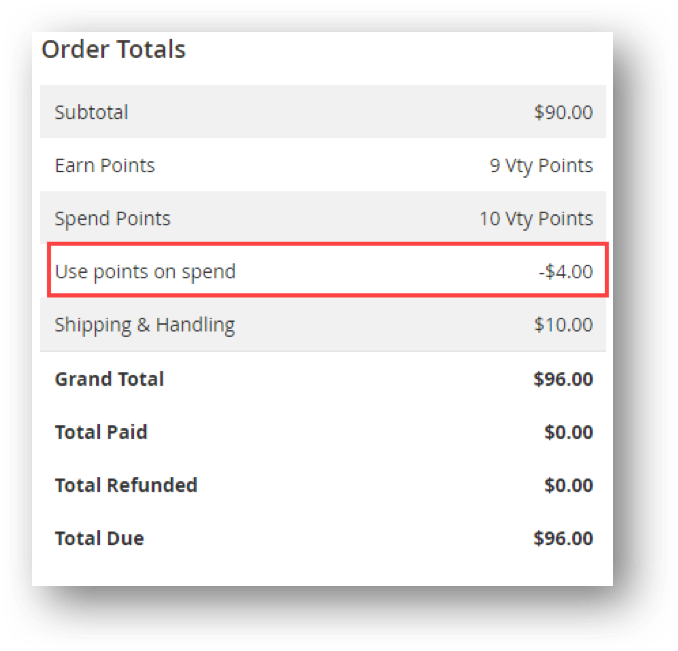 Order Totals
Subtotal $90.00
Earn Points 9 Vty Points
Spend Points 10 Vty Points
Use points on spend -$4.00
Shipping & Handling $10.00
Grand Total $96.00
Total Paid $0.00
Total Refunded $0.00
Total Due $96.00